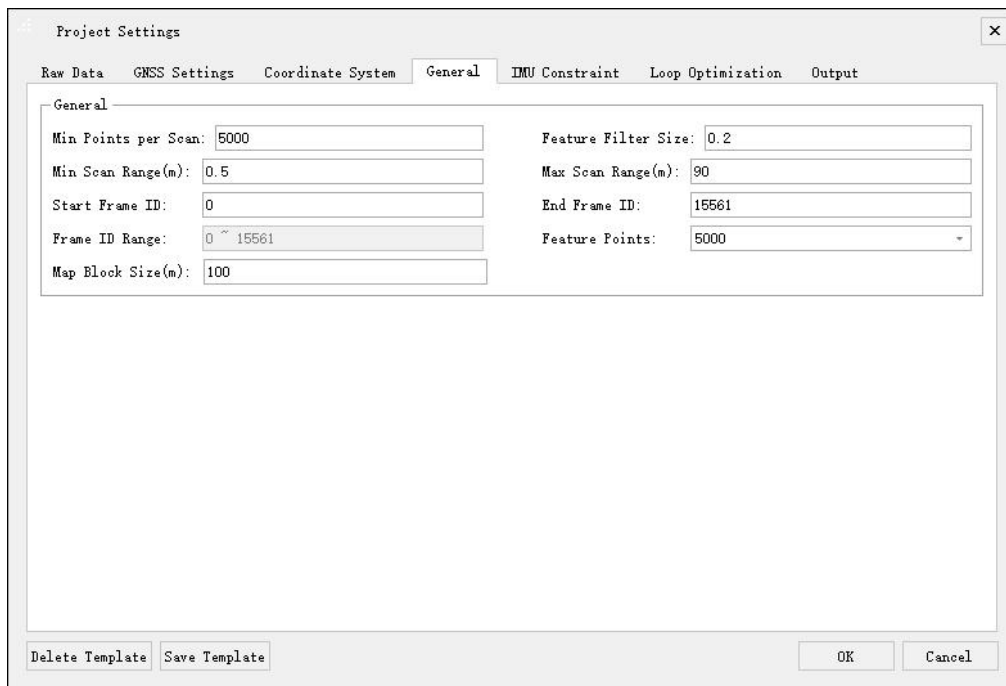 Project Settings
Raw Data GNSS Settings Coordinate System General IMU Constraint Loop Optimization Output
General
Min Points per Scan: 5000 Feature Filter Size: 0.2
Min Scan Range(m): 0.5 Max Scan Range(m): 90
Start Frame ID: 0 End Frame ID: 15561
Frame ID Range: 0 ~ 15561 Feature Points: 5000
Map Block Size(m): 100
Delete Template Save Template OK Cancel